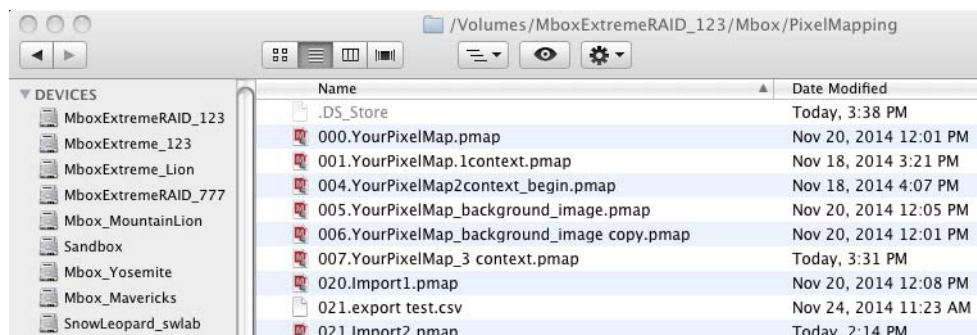 /Volumes/MboxExtremeRAID_123/Mbox/PixelMapping
DEVICES
MboxExtremeRAID_123
MboxExtreme_123
MboxExtreme_Lion
MboxExtremeRAID_777
Mbox_MountainLion
Sandbox
Mbox_Yosemite
Mbox_Mavericks
SnowLeopard_swlab
Name Date Modified
.DS_Store Today, 3:38 PM
000.YourPixelMap.pmap Nov 20, 2014 12:01 PM
001.YourPixelMap.1context.pmap Nov 18, 2014 3:21 PM
004.YourPixelMap2context_begin.pmap Nov 18, 2014 4:07 PM
005.YourPixelMap_background_image.pmap Nov 20, 2014 12:05 PM
006.YourPixelMap_background_image copy.pmap Nov 20, 2014 12:01 PM
007.YourPixelMap_3 context.pmap Today, 3:31 PM
020.Import1.pmap Nov 20, 2014 12:08 PM
021.export test.csv Nov 24, 2014 11:23 AM
021.Import2.pmap Today, 2:14 PM